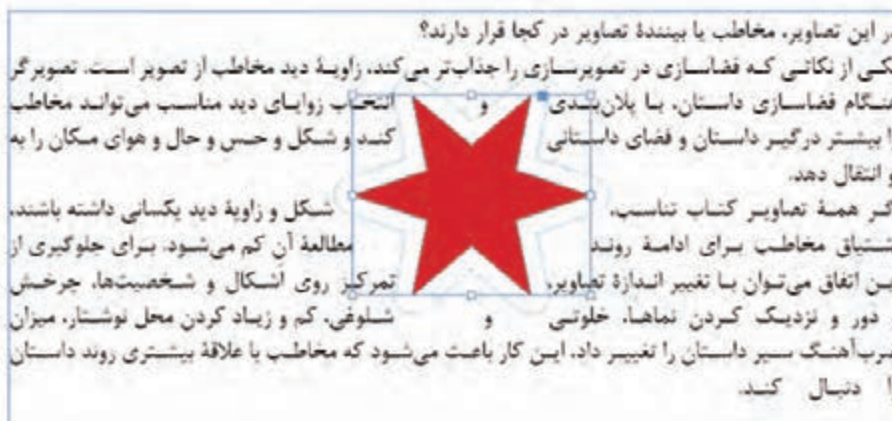 در این تصاویر، مخاطب یا بینندهٔ تصاویر در کجا قرار دارند؟
یکی از نکاتی که فضاسازی در تصویرسازی را جذاب‌تر می‌کند، زاویهٔ دید مخاطب از تصویر است. تصویرگر
هنگام فضاسازی داستان، با پلان‌بندی و انتخاب زوایای دید مناسب می‌تواند مخاطب
را بیشتر درگیر داستان و فضای داستانی کند و شکل و حس و حال و هوای مکان را به
او انتقال دهد.
اگر همهٔ تصاویر کتاب تناسب، شکل و زاویهٔ دید یکسانی داشته باشند،
اشتیاق مخاطب برای ادامهٔ روند مطالعهٔ آن کم می‌شود. برای جلوگیری از
این اتفاق می‌توان با تغییر اندازهٔ تصاویر، تمرکز روی اشکال و شخصیت‌ها، چرخش
دور و نزدیک کردن نماها، خلوتی و شلوغی، کم و زیاد کردن محل نوشتار، میزان
ضرب‌آهنگ سیر داستان را تغییر داد. این کار باعث می‌شود که مخاطب با علاقهٔ بیشتری روند داستان
را دنبال کند.